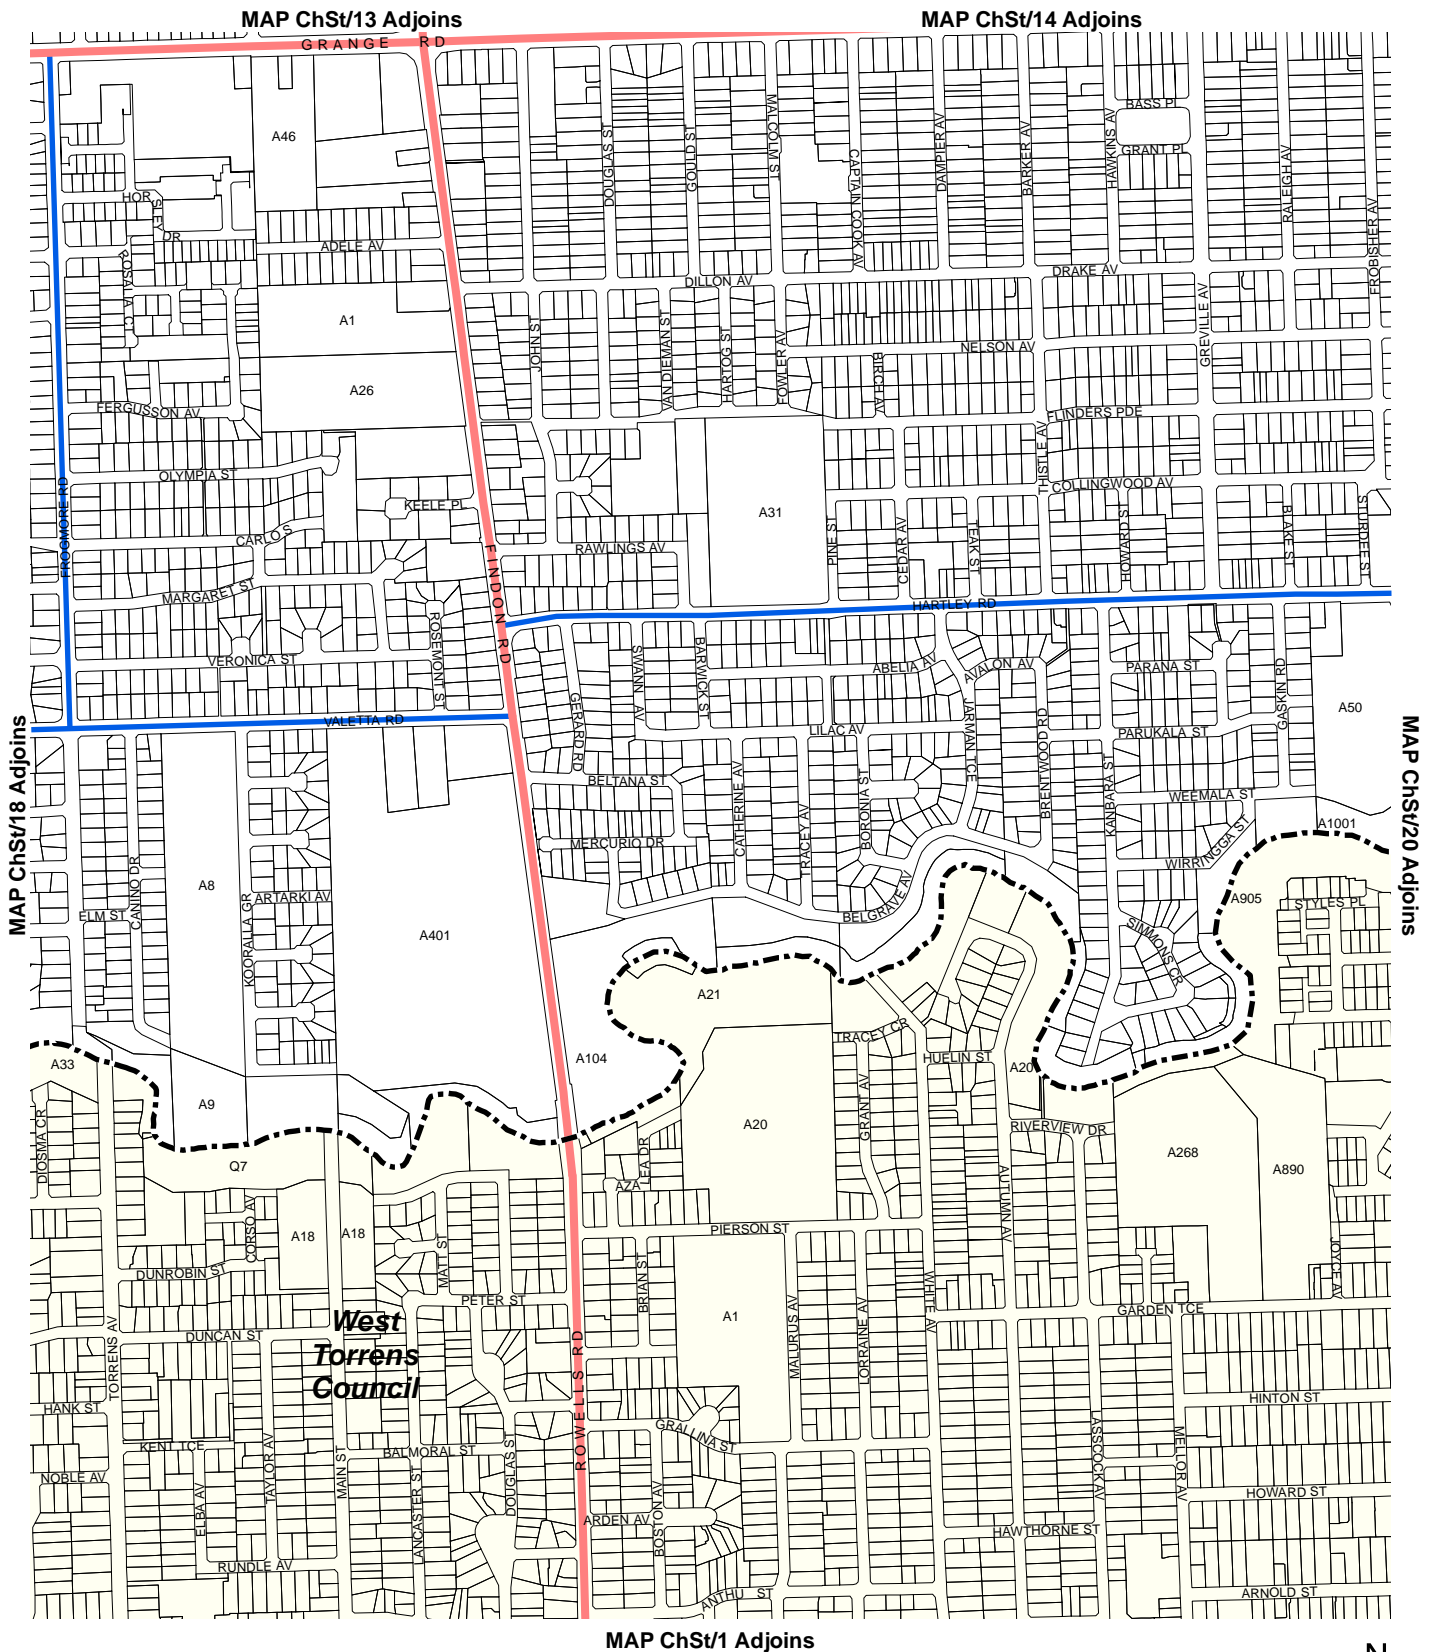 MAP ChSt/13 Adjoins
MAP ChSt/14 Adjoins
GRANGE RD
BASS PL
A46
DOUGLAS ST
GOULD ST
MALCOLM ST
CAPTAIN COOK AV
DAMPIER AV
BARKER AV
HAWKINS AV
GRANT PL
RALEIGH AV
FROBSHER AV
HOR
SLEY
DR
ADELE AV
ROSALIA C
DILLON AV
DRAKE AV
A1
JOHN ST
VAN DIEMAN ST
HARTOG ST
FOWLER AV
BIRCH AV
NELSON AV
GREVILLE AV
A26
FERGUSSON AV
FLINDERS PDE
THISTLE AV
OLYMPIA ST
COLLINGWOOD AV
KEELE PL
A31
FROGMORE RD
CARLO S
RAWLINGS AV
PINE ST
CEDAR AV
TEAK ST
HOWARD ST
BLAKE ST
STURDEE ST
FINDON RD
MARGARET ST
HARTLEY RD
ROSEMONT ST
VERONICA ST
SWANN AV
BARWICK ST
ABELIA AV
AVALON AV
PARANA ST
GASKIN RD
GERARD RD
JARMAN TCE
A50
VALETTA RD
LILAC AV
BRENTWOOD RD
PARUKALA ST
MAP ChSt/18 Adjoins
MAP ChSt/20 Adjoins
BELTANA ST
CATHERINE AV
TRACEY AV
BORONIA ST
KANBARA ST
WEEMALA ST
A1001
MERCURIO DR
WIRRINGGA ST
CANINO DR
A8
ARTARKI AV
KOORALLA GR
ELM ST
BELGRAVE AV
A905
STYLES PL
A401
SIMMONS CR
A21
TRACEY CR
A33
A104
HUELIN ST
A20
A9
DOSMA CR
A20
GRANT AV
RIVERVIEW DR
LEA DR
AZA
A268
A890
Q7
AUTUMN AV
CORSO AV
A18
A18
MATT ST
PIERSON ST
JOYCE AV
DUNROBIN ST
BRIAN ST
PETER ST
WHITE AV
GARDEN TCE
MALURUS AV
LORRAINE AV
A1
TORRENS AV
DUNCAN ST
West
Torrens
Council
ROWELLS RD
HANK ST
HINTON ST
KENT TCE
BALMORAL ST
GRALLINA ST
LASSCOCK AV
MELLOR AV
NOBLE AV
TAYLOR AV
MAIN ST
LANCASTER ST
DOUGLAS ST
ELBA AV
BOSTON AV
HOWARD ST
ARDEN AV
HAWTHORNE ST
RUNDLE AV
ANTHU ST
ARNOLD ST
MAP ChSt/1 Adjoins
N